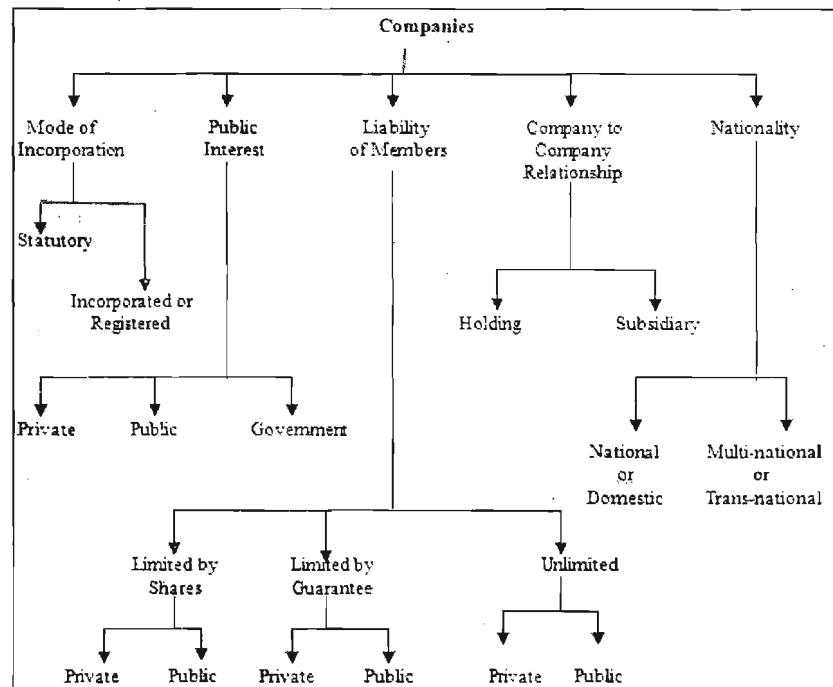 Companies
Mode of
Incorporation
Public
Interest
Liability
of Members
Company to
Company
Relationship
Nationality
Statutory
Incorporated or
Registered
Holding
Subsidiary
Private
Public
Government
National
or
Domestic
Multi-national
or
Trans-national
Limited by
Shares
Limited by
Guarantee
Unlimited
Private
Public
Private
Public
Private
Public